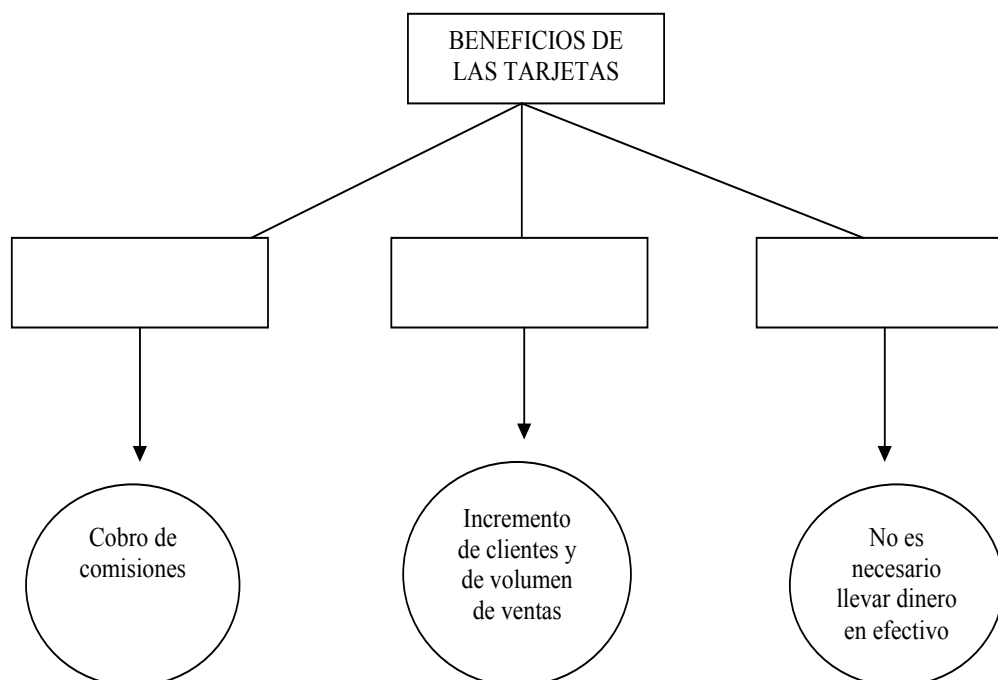 BENEFICIOS DE
LAS TARJETAS
Cobro de
comisiones
Incremento
de clientes y
de volumen
de ventas
No es
necesario
llevar dinero
en efectivo